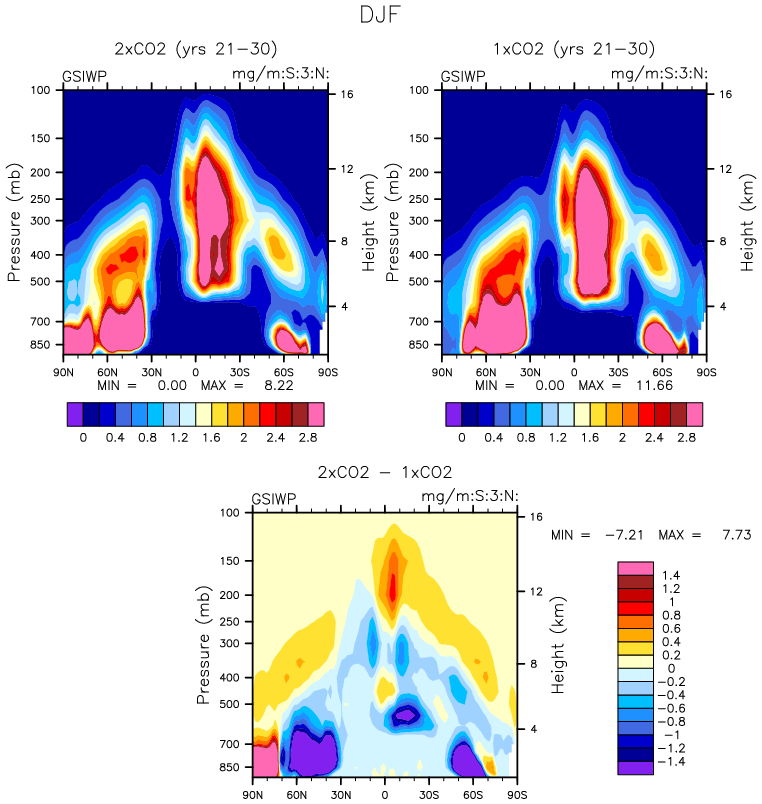 DJF
2xCO2 (yrs 21-30)
GSIWP mg/m:S:3:N:
100
150
200
250
300
400
500
700
850
Pressure (mb)
16
12
8
4
Height (km)
90N 60N 30N 0 30S 60S 90S
MIN = 0.00 MAX = 8.22
0 0.4 0.8 1.2 1.6 2 2.4 2.8
1xCO2 (yrs 21-30)
GSIWP mg/m:S:3:N:
100
150
200
250
300
400
500
700
850
Pressure (mb)
16
12
8
4
Height (km)
90N 60N 30N 0 30S 60S 90S
MIN = 0.00 MAX = 11.66
0 0.4 0.8 1.2 1.6 2 2.4 2.8
2xCO2 - 1xCO2
GSIWP mg/m:S:3:N:
100
150
200
250
300
400
500
700
850
Pressure (mb)
16
12
8
4
Height (km)
90N 60N 30N 0 30S 60S 90S
MIN = -7.21 MAX = 7.73
1.4
1.2
1
0.8
0.6
0.4
0.2
0
-0.2
-0.4
-0.6
-0.8
-1
-1.2
-1.4